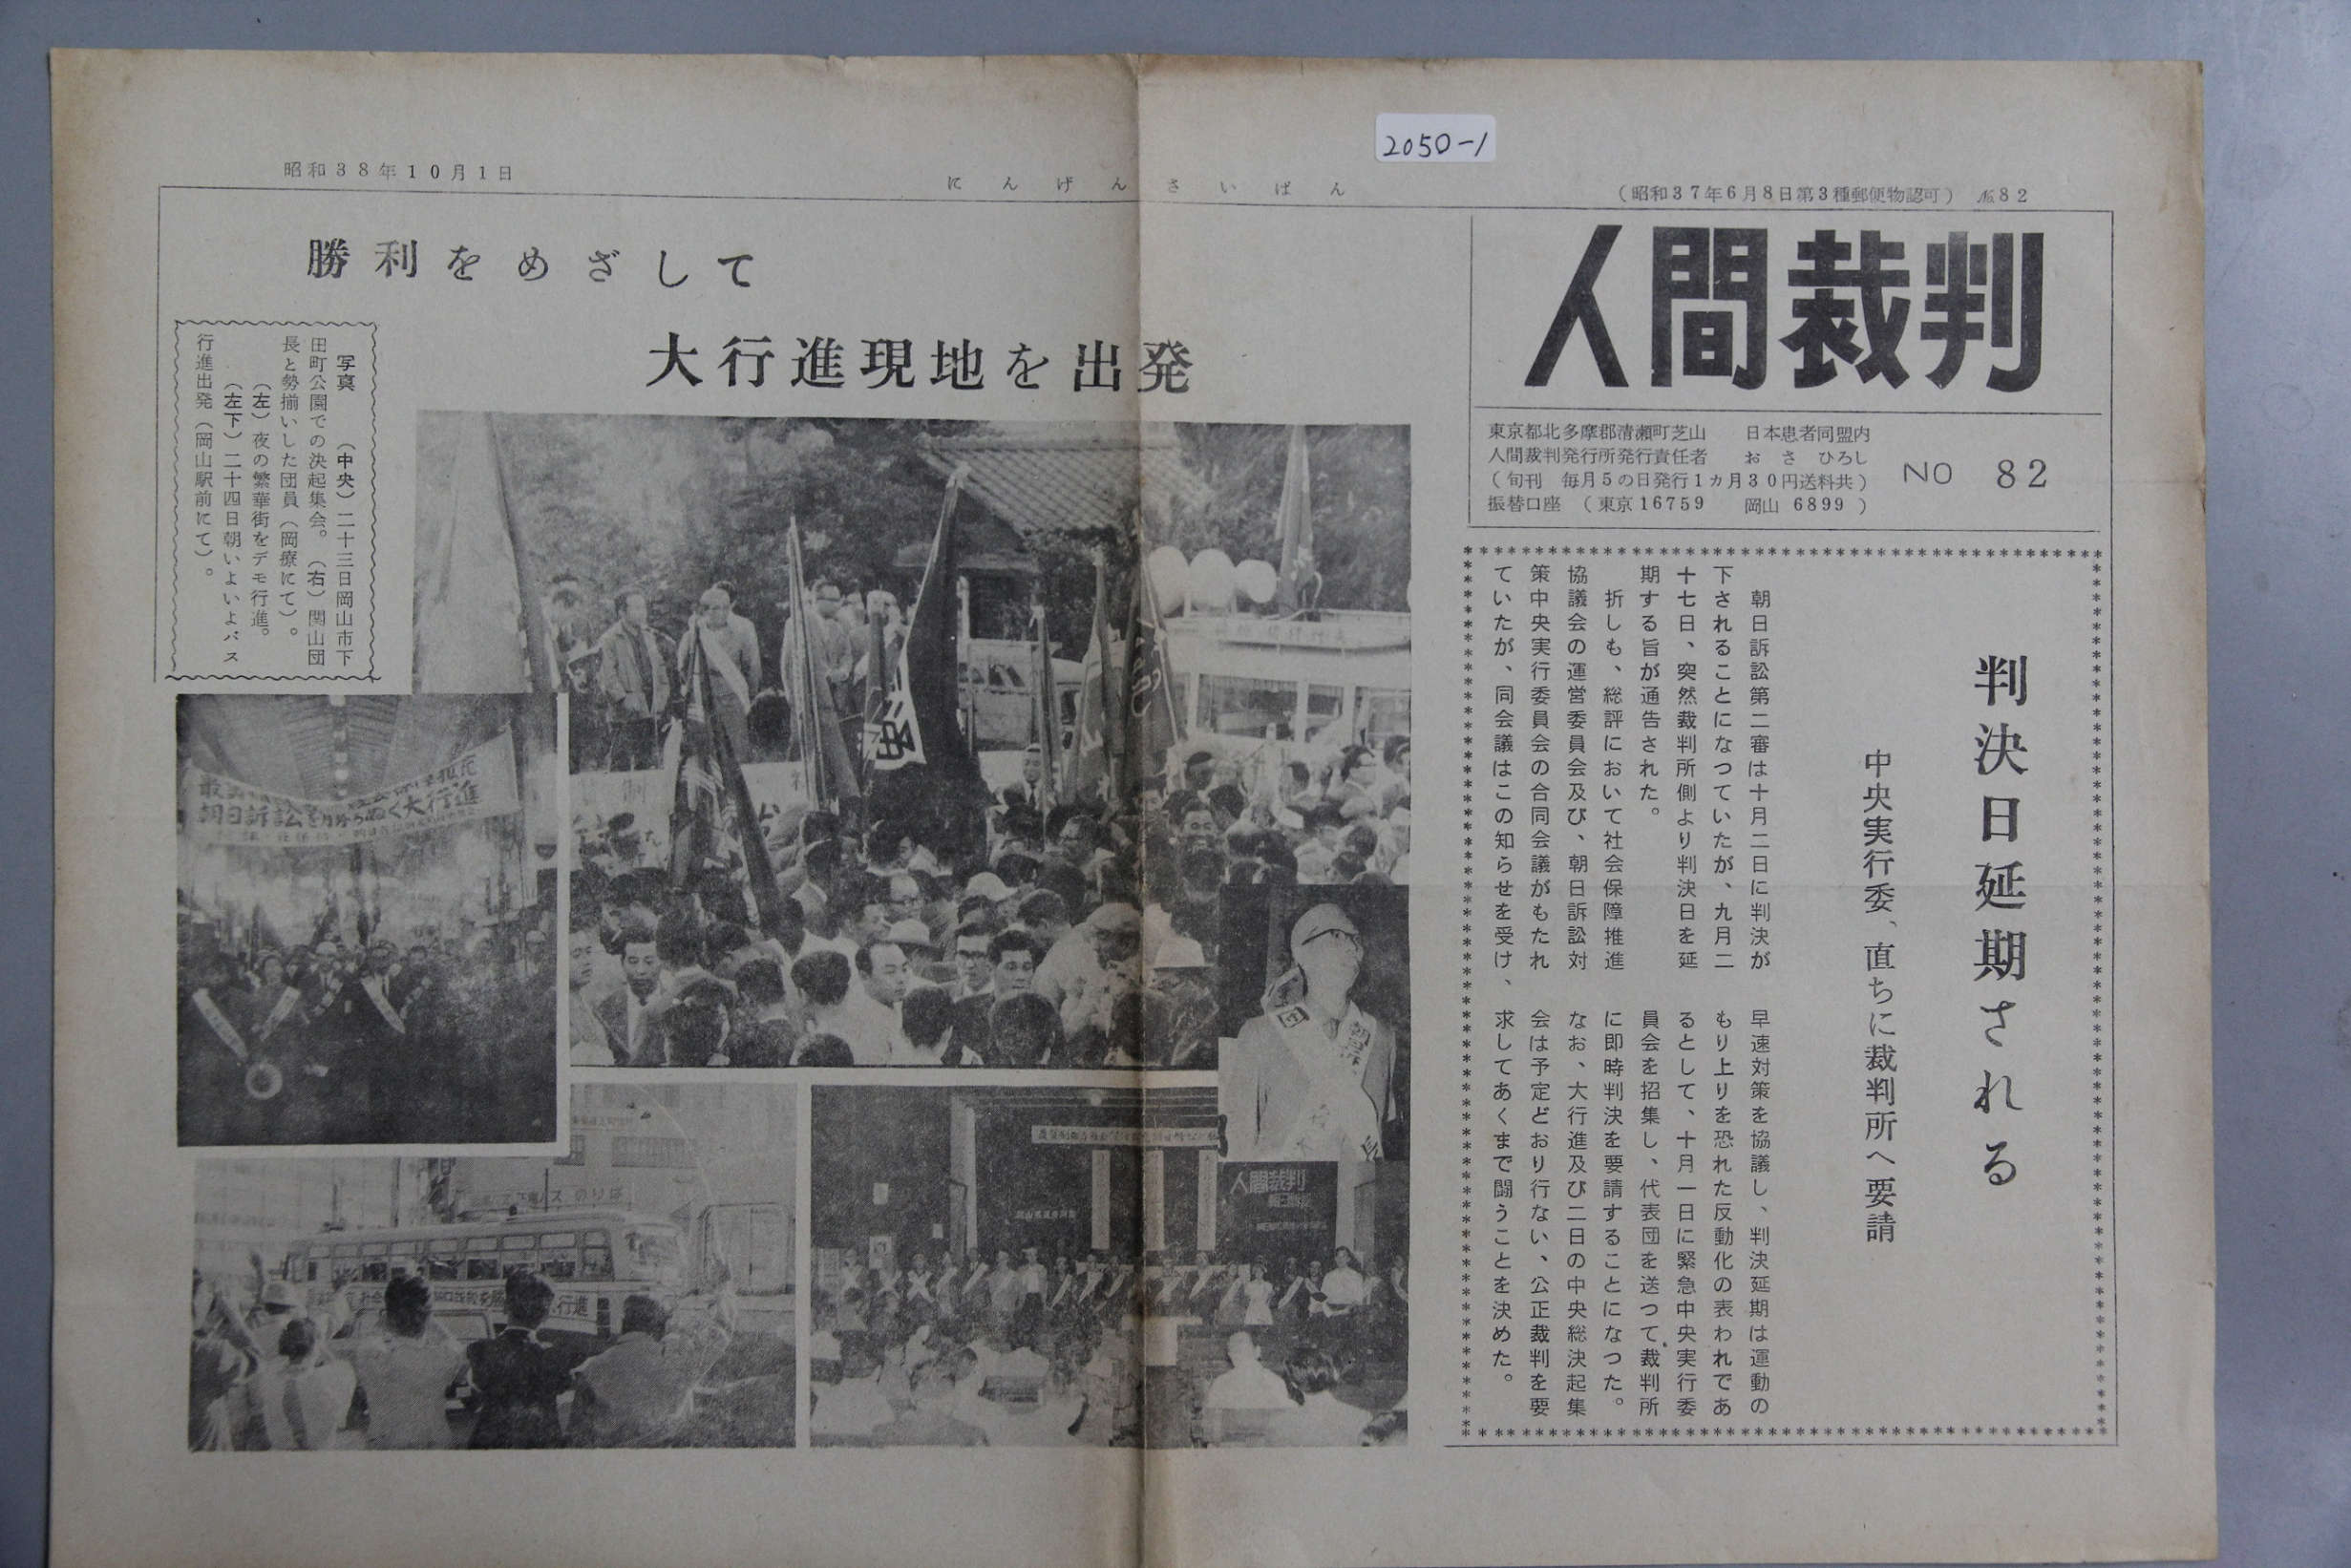 2050-1
(昭和37年6月8日第3種郵便物認可) №82
にんげんさいばん
昭和38年10月1日
人間裁判
東京都北多摩郡清瀬町芝山 日本患者同盟内
人間裁判発行所発行責任者 おさ ひろし
(旬刊 毎月5の日発行1ヵ月30円送料共)
振替口座 (東京16759 岡山 6899)
NO 82
判決日延期される
中央実行委、直ちに裁判所へ要請
朝日訴訟第二審は十月二日に判決が
下されることになつていたが、九月二
十七日、突然裁判所側より判決日を延
期する旨が通告された。
折しも、総評において社会保障推進
協議会の運営委員会及び、朝日訴訟対
策中央実行委員会の合同会議がもたれ
ていたが、同会議はこの知らせを受け、
早速対策を協議し、判決延期は運動の
もり上りを恐れた反動化の表われであ
るとして、十月一日に緊急中央実行委
員会を招集し、代表団を送つて裁判所
に即時判決を要請することになつた。
なお、大行進及び二日の中央総決起集
会は予定どおり行ない、公正裁判を要
求してあくまで闘うことを決めた。
勝利をめざして
大行進現地を出発
写真 (中央)二十三日岡山市下
田町公園での決起集会。(右)関山団
長と勢揃いした団員(岡療にて)。
(左)夜の繁華街をデモ行進。
(左下)二十四日朝いよいよバス
行進出発(岡山駅前にて)。
朝日訴訟を勝ちぬく大行進
人間裁判